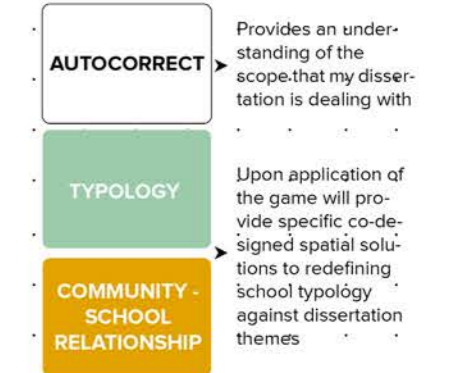 AUTOCORRECT
Provides an under-
standing of the
scope that my disser-
tation is dealing with
TYPOLOGY
COMMUNITY -
SCHOOL
RELATIONSHIP
Upon application of
the game will pro-
vide specific co-de-
signed spatial solu-
tions to redefining
school typology
against dissertation
themes